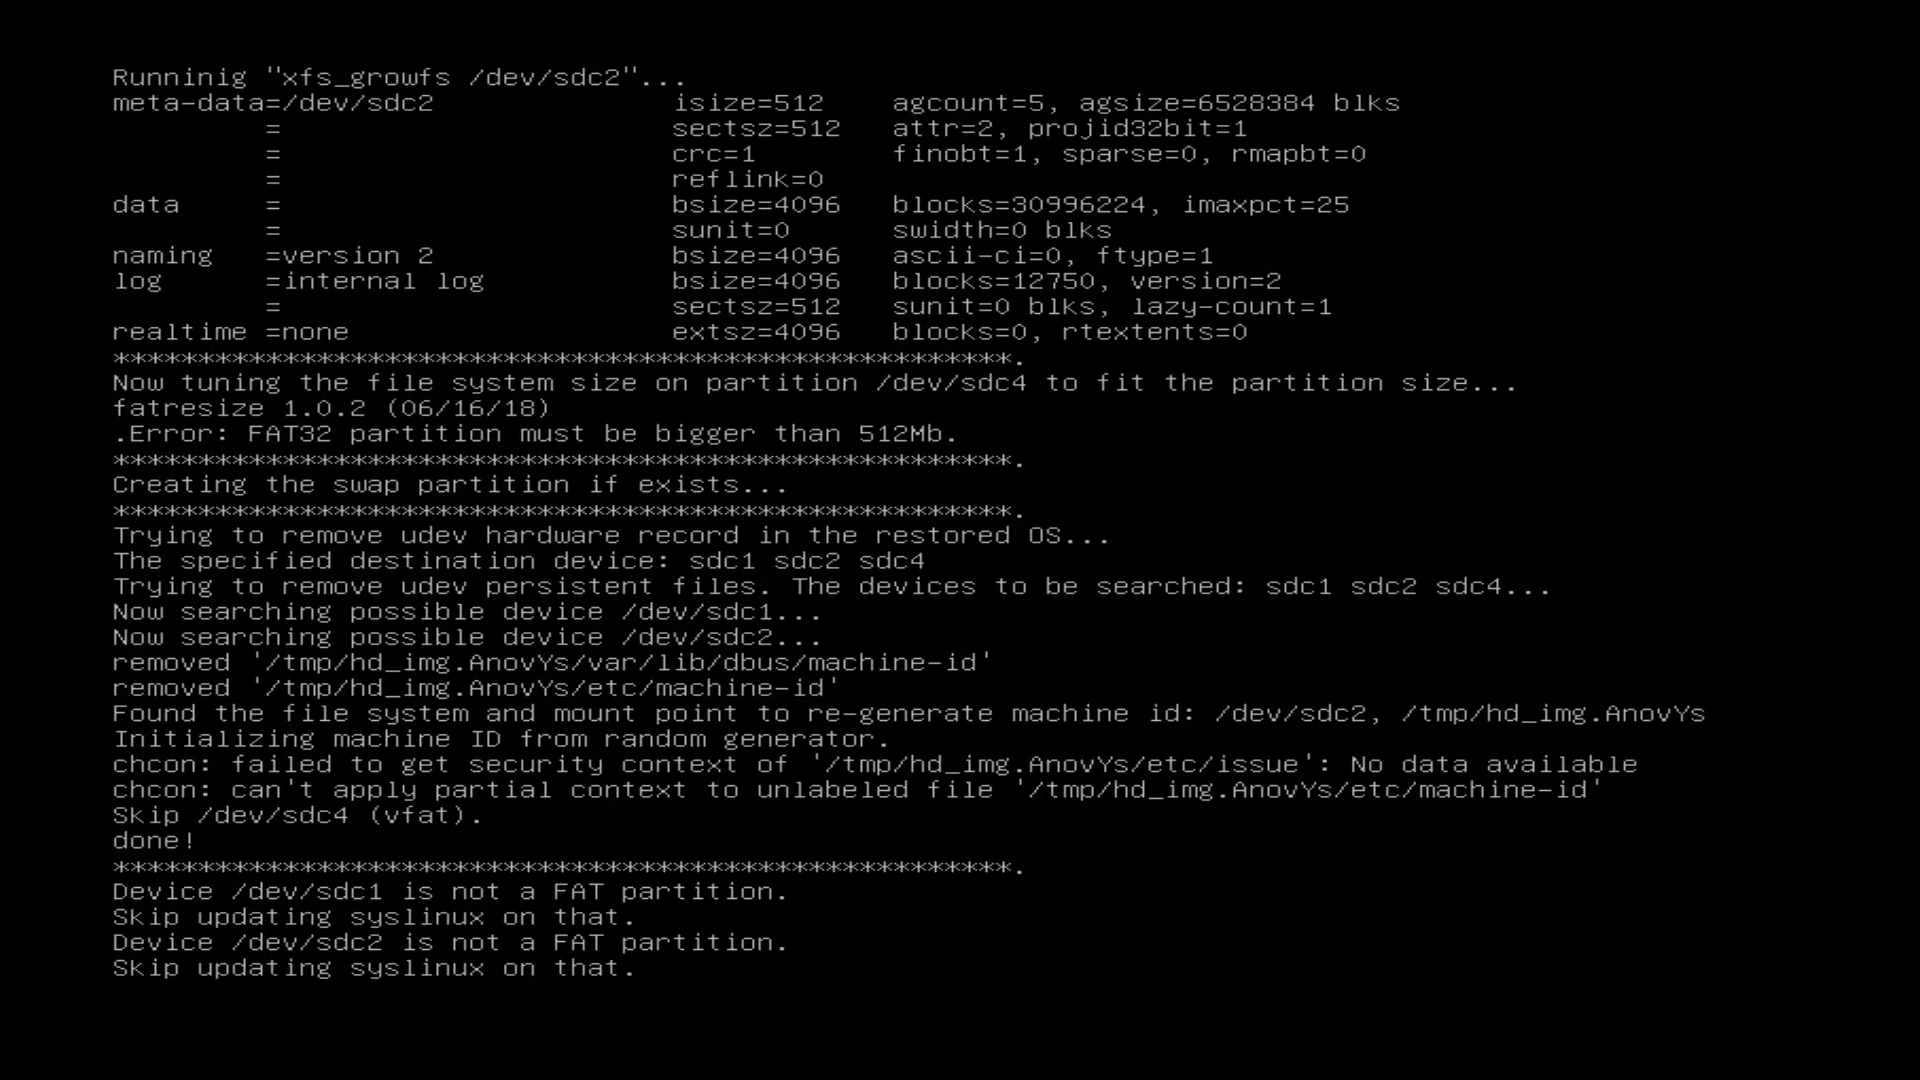 Runninig "xfs_growfs /dev/sdc2"...
meta-data=/dev/sdc2              isize=512    agcount=5, agsize=6528384 blks
         =                       sectsz=512   attr=2, projid32bit=1
         =                       crc=1        finobt=1, sparse=0, rmapbt=0
         =                       reflink=0
data     =                       bsize=4096   blocks=30996224, imaxpct=25
         =                       sunit=0      swidth=0 blks
naming   =version 2              bsize=4096   ascii-ci=0, ftype=1
log      =internal log           bsize=4096   blocks=12750, version=2
         =                       sectsz=512   sunit=0 blks, lazy-count=1
realtime =none                   extsz=4096   blocks=0, rtextents=0
*****************************************************.
Now tuning the file system size on partition /dev/sdc4 to fit the partition size...
fatresize 1.0.2 (06/16/18)
.Error: FAT32 partition must be bigger than 512Mb.
*****************************************************.
Creating the swap partition if exists...
*****************************************************.
Trying to remove udev hardware record in the restored OS...
The specified destination device: sdc1 sdc2 sdc4
Trying to remove udev persistent files. The devices to be searched: sdc1 sdc2 sdc4...
Now searching possible device /dev/sdc1...
Now searching possible device /dev/sdc2...
removed '/tmp/hd_img.AnovYs/var/lib/dbus/machine-id'
removed '/tmp/hd_img.AnovYs/etc/machine-id'
Found the file system and mount point to re-generate machine id: /dev/sdc2, /tmp/hd_img.AnovYs
Initializing machine ID from random generator.
chcon: failed to get security context of '/tmp/hd_img.AnovYs/etc/issue': No data available
chcon: can't apply partial context to unlabeled file '/tmp/hd_img.AnovYs/etc/machine-id'
Skip /dev/sdc4 (vfat).
done!
*****************************************************.
Device /dev/sdc1 is not a FAT partition.
Skip updating syslinux on that.
Device /dev/sdc2 is not a FAT partition.
Skip updating syslinux on that.